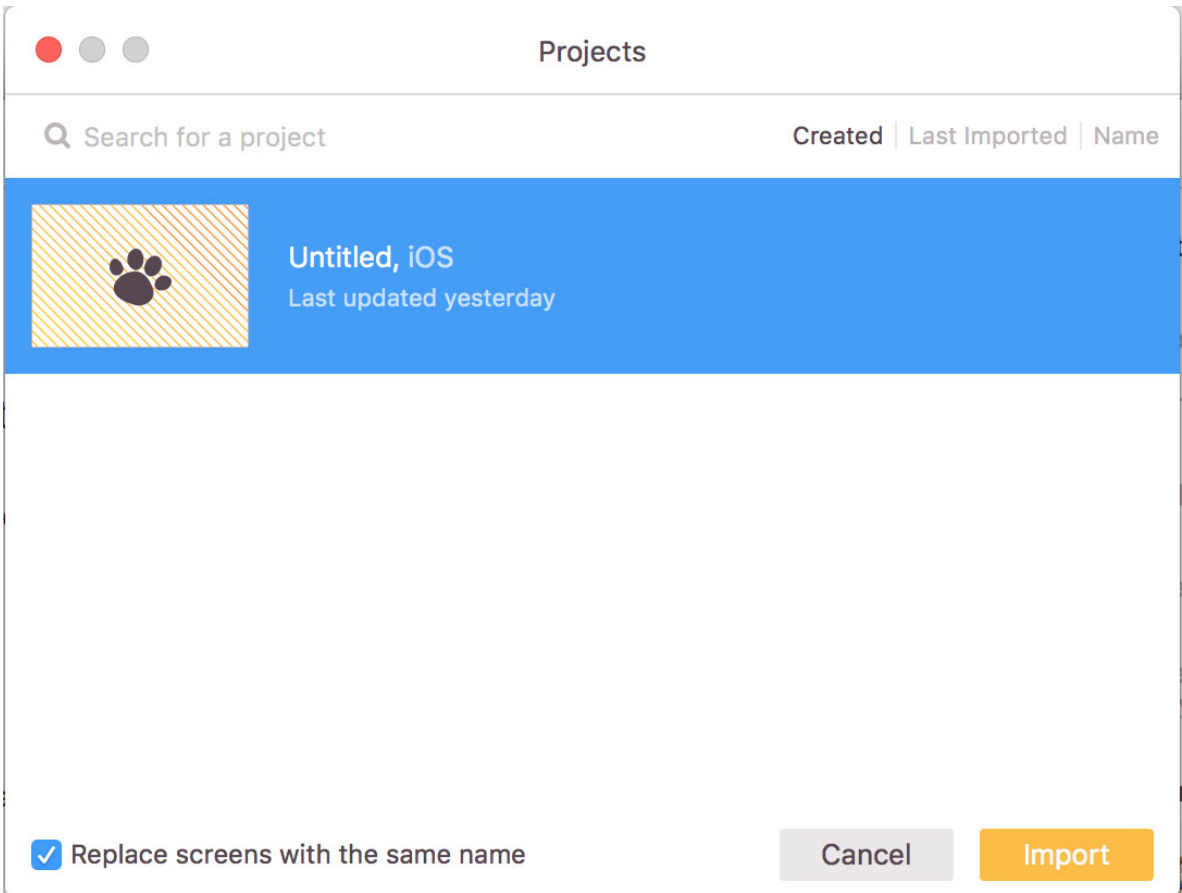 Projects
Search for a project
Created Last Imported Name
Untitled, iOS
Last updated yesterday
Replace screens with the same name
Cancel Import